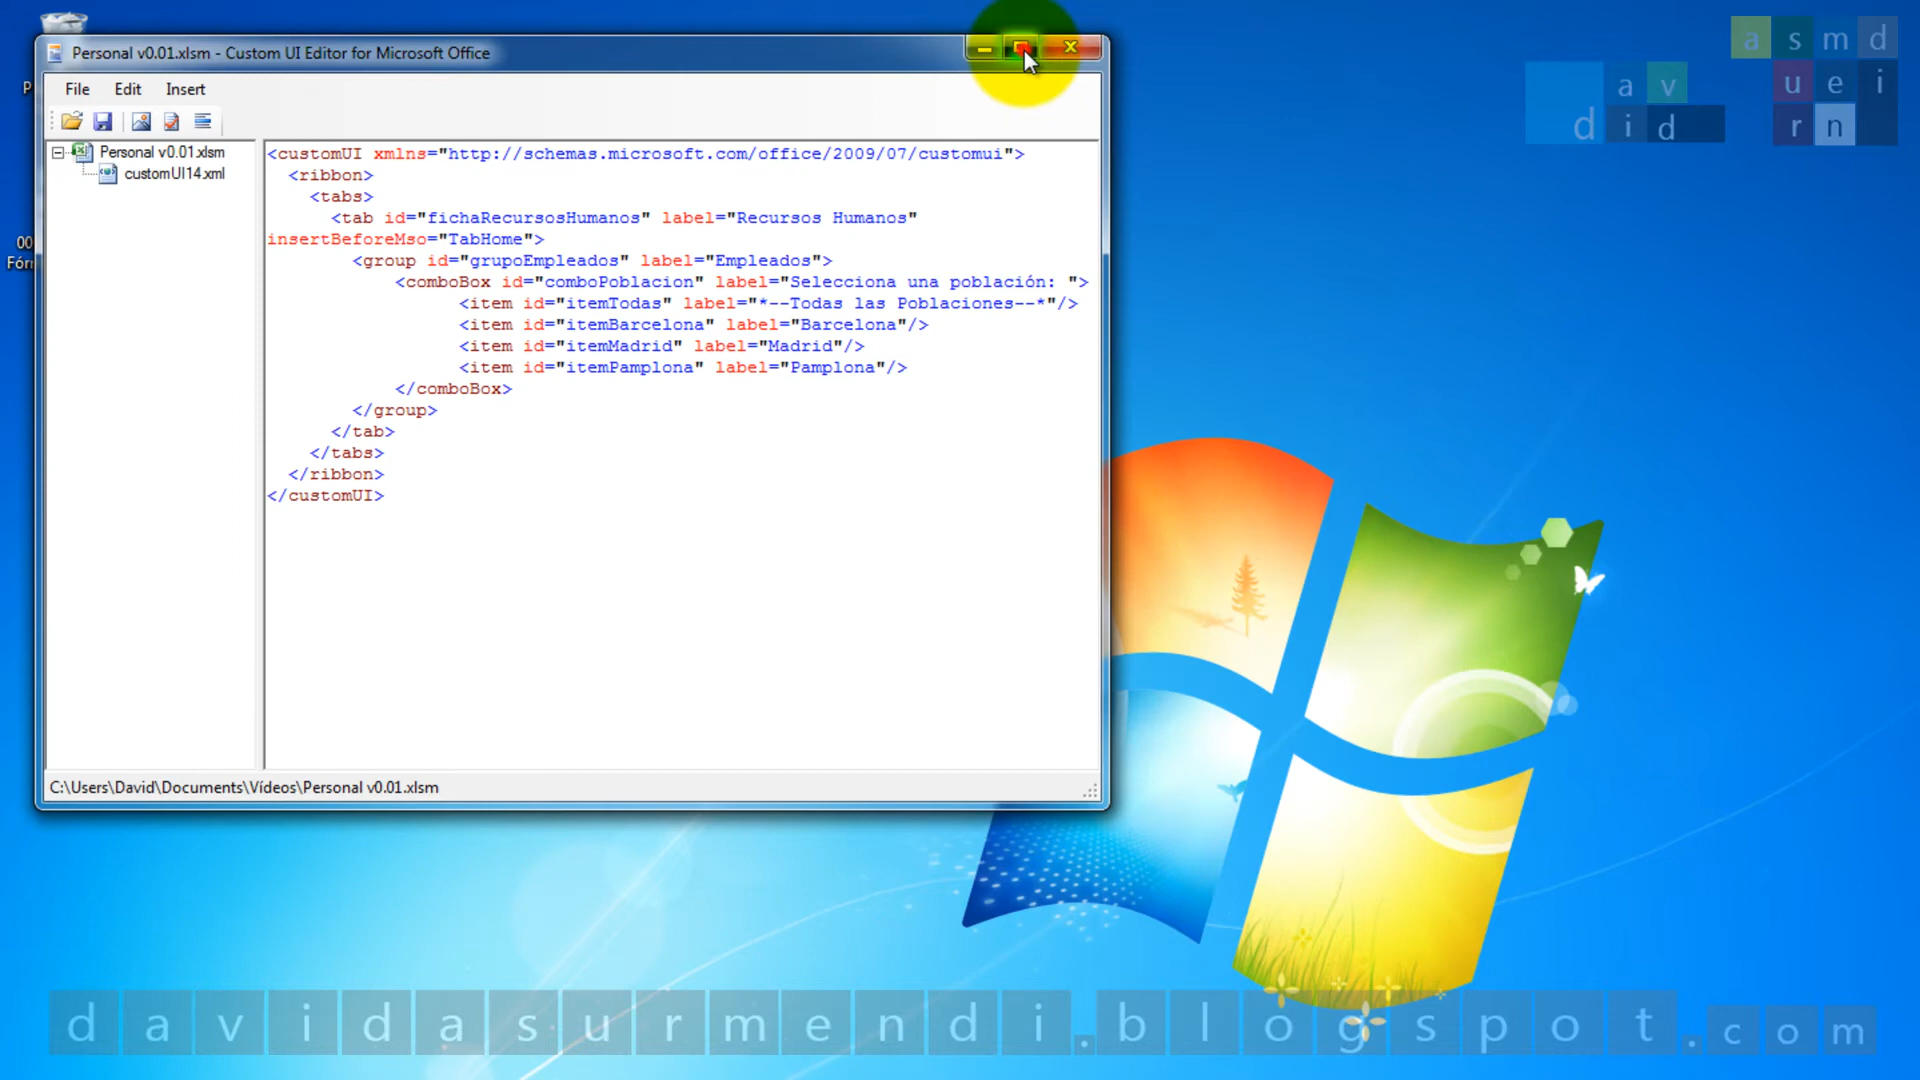 Personal v0.01.xlsm - Custom UI Editor for Microsoft Office
File Edit Insert
Personal v0.01.xlsm
customUI14.xml
<customUI xmlns="http://schemas.microsoft.com/office/2009/07/customui">
<ribbon>
<tabs>
<tab id="fichaRecursosHumanos" label="Recursos Humanos"
insertBeforeMso="TabHome">
<group id="grupoEmpleados" label="Empleados">
<comboBox id="comboPoblacion" label="Selecciona una población: ">
<item id="itemTodas" label="*--Todas las Poblaciones--*"/>
<item id="itemBarcelona" label="Barcelona"/>
<item id="itemMadrid" label="Madrid"/>
<item id="itemPamplona" label="Pamplona"/>
</comboBox>
</group>
</tab>
</tabs>
</ribbon>
</customUI>
C:\Users\David\Documents\Vídeos\Personal v0.01.xlsm
P
00
Fór
a s m d
a v u e i
d i d r n
davidasurmendi.blogspot.com